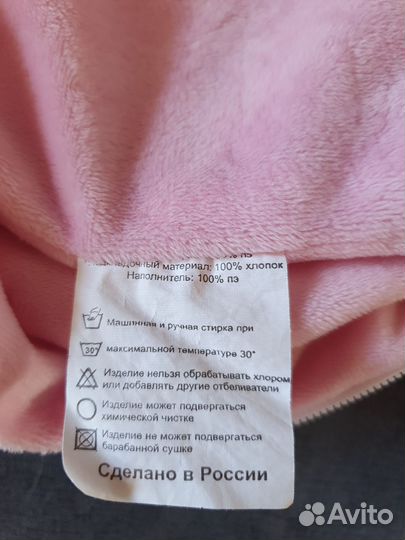 % пэ
материал: 100% хлопок
Наполнитель: 100% пэ
Машинная и ручная стирка при
30°
максимальной температуре 30°
Изделие нельзя обрабатывать хлором
или добавлять другие отбеливатели
Изделие может подвергаться
химической чистке
Изделие не может подвергаться
барабанной сушке
Сделано в России
Avito